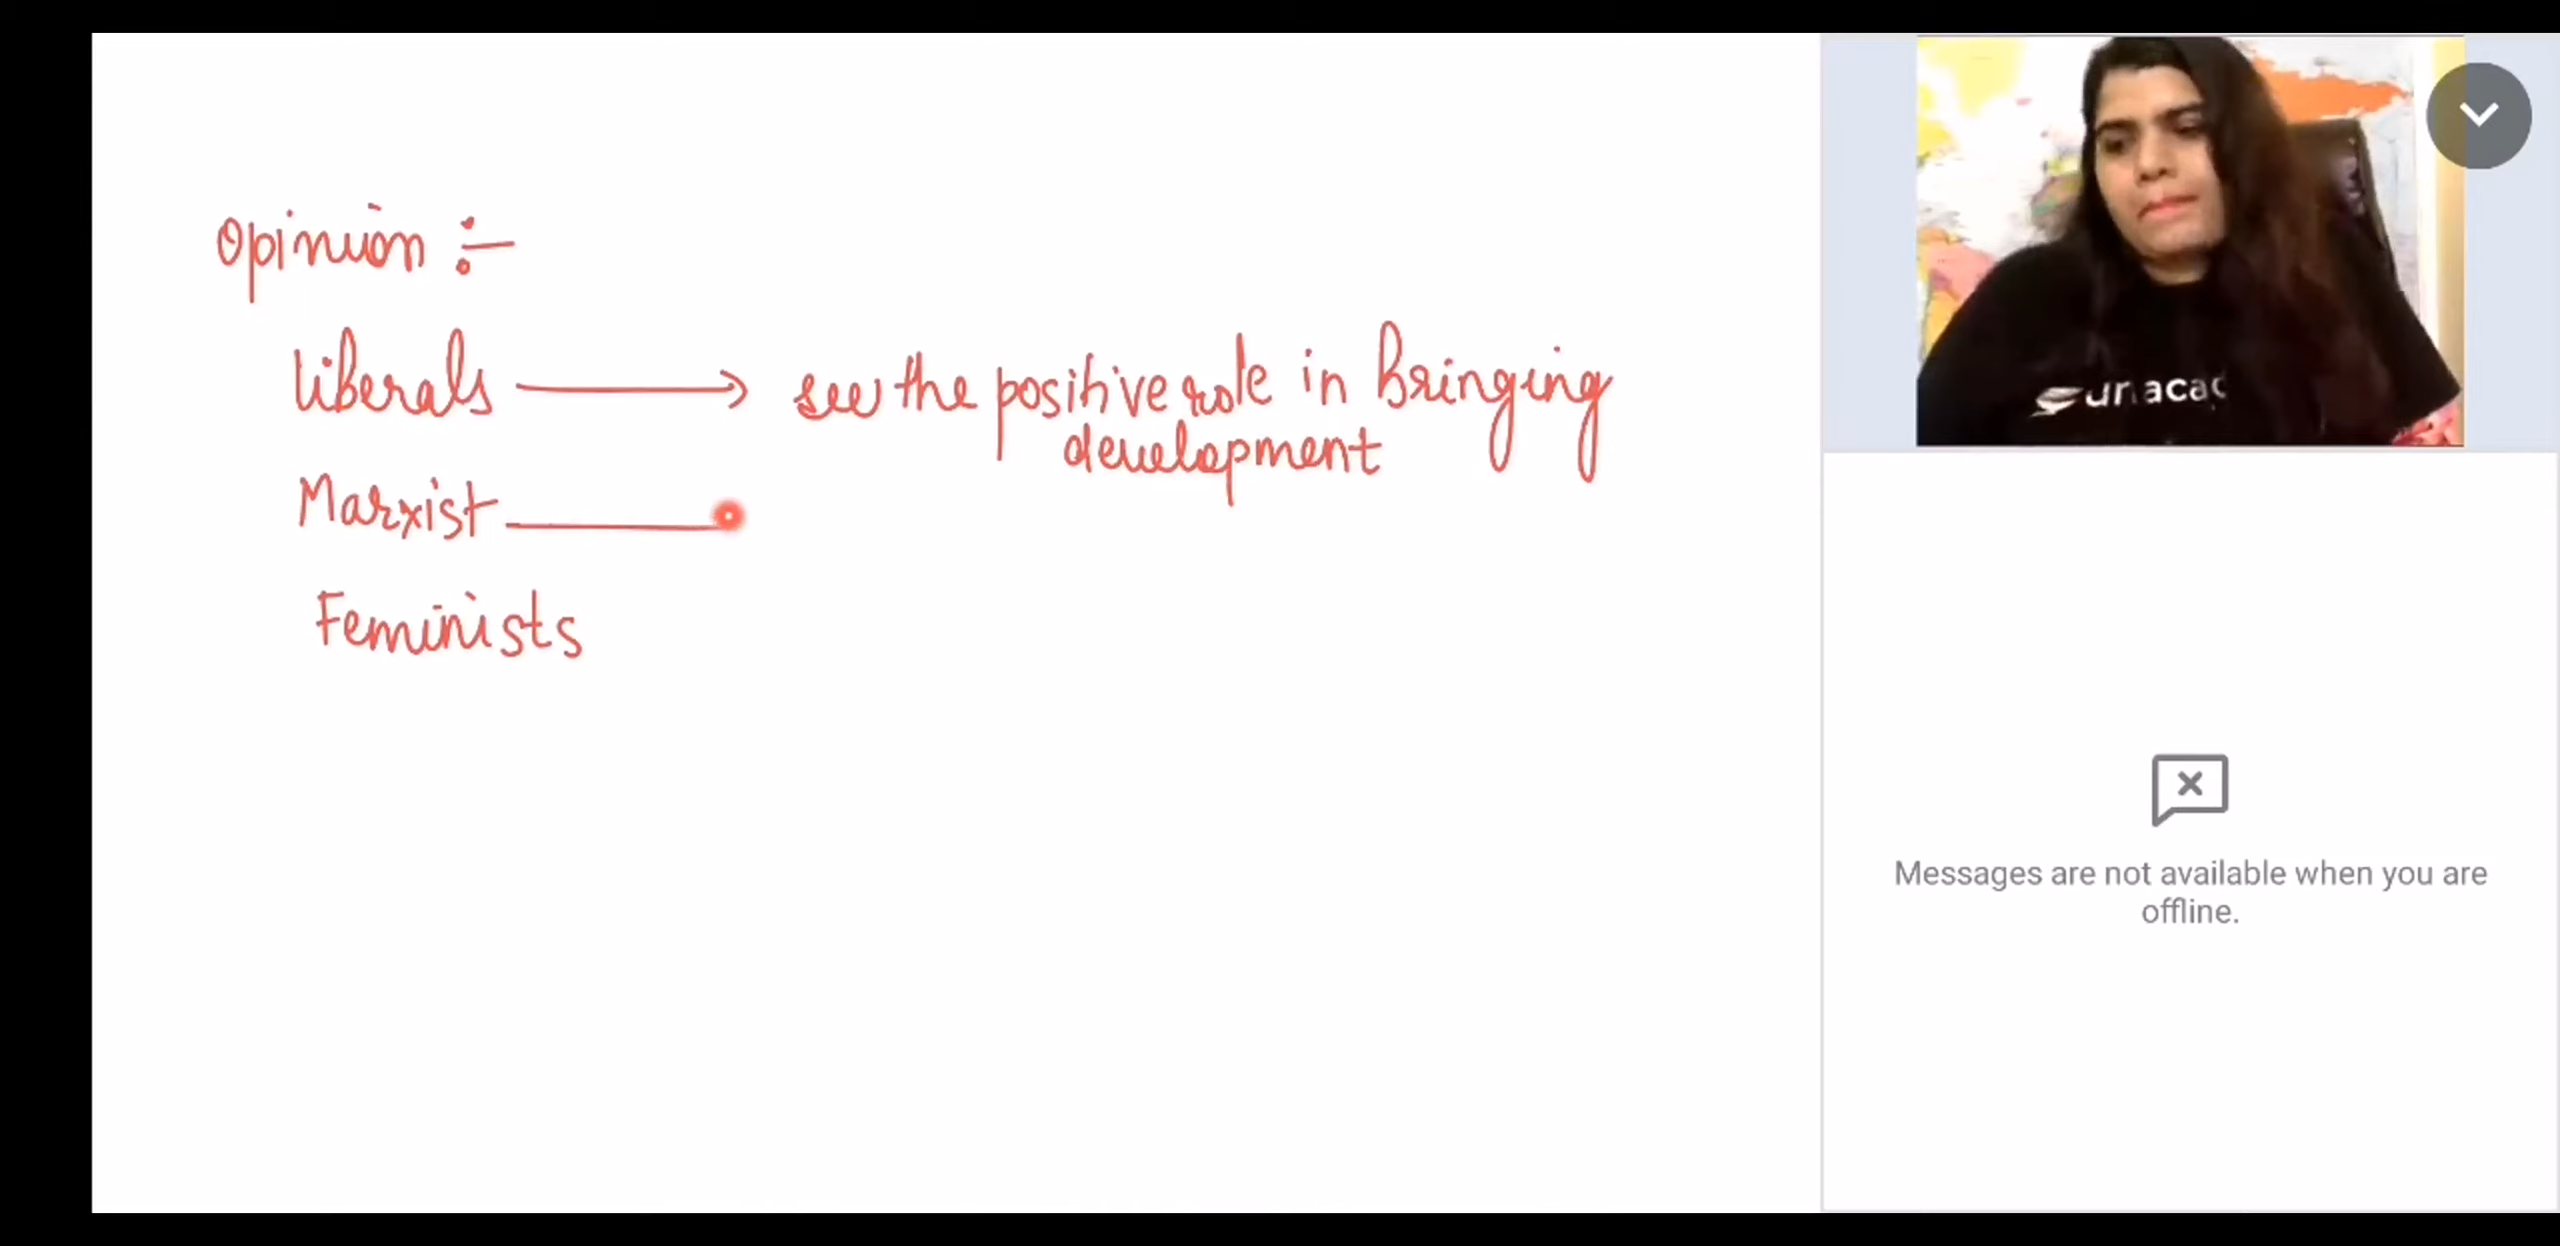 Opinion :-
Liberals → see the positive role in Bringing
development
Marxist
Feminists
unacad
Messages are not available when you are
offline.